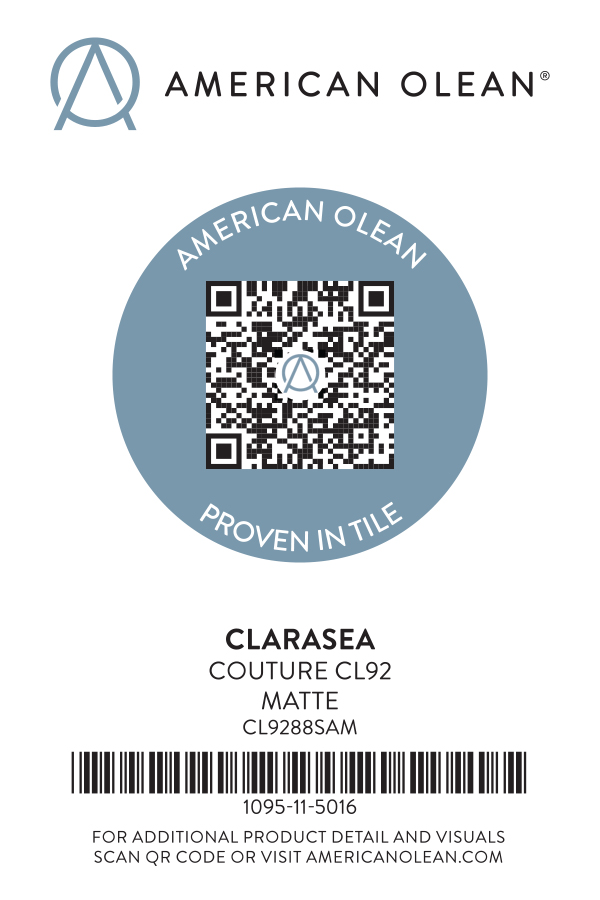 AMERICAN OLEAN®
AMERICAN OLEAN
PROVEN IN TILE
CLARASEA
COUTURE CL92
MATTE
CL9288SAM
1095-11-5016
FOR ADDITIONAL PRODUCT DETAIL AND VISUALS
SCAN QR CODE OR VISIT AMERICANOLEAN.COM